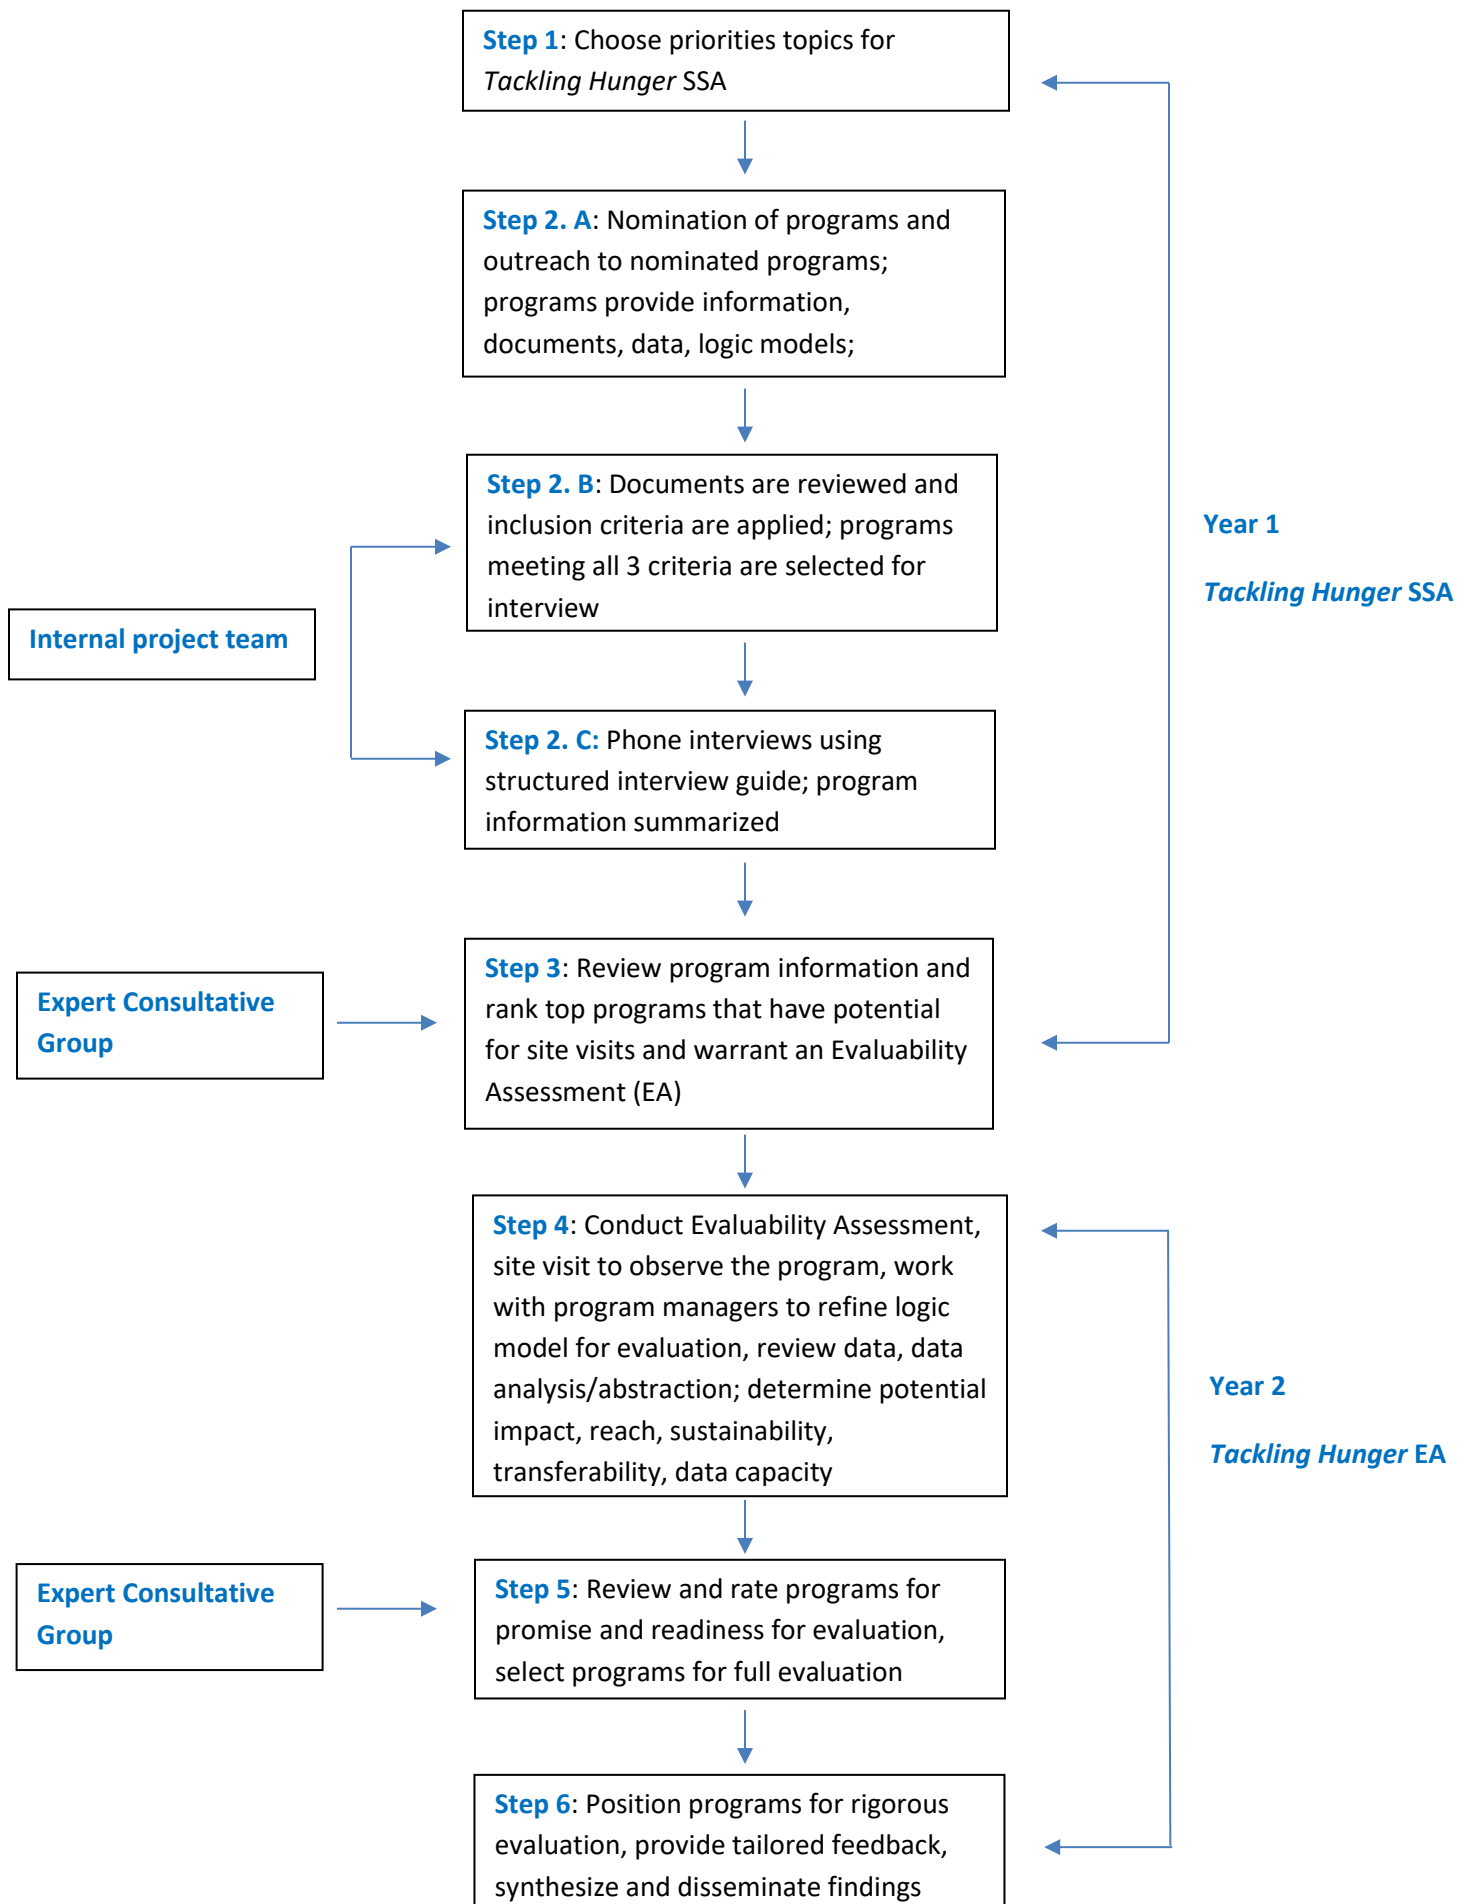 Step 1: Choose priorities topics for
Tackling Hunger SSA
Step 2. A: Nomination of programs and
outreach to nominated programs;
programs provide information,
documents, data, logic models;
Step 2. B: Documents are reviewed and
inclusion criteria are applied; programs
meeting all 3 criteria are selected for
interview
Year 1
Tackling Hunger SSA
Internal project team
Step 2. C: Phone interviews using
structured interview guide; program
information summarized
Expert Consultative
Group
Step 3: Review program information and
rank top programs that have potential
for site visits and warrant an Evaluability
Assessment (EA)
Step 4: Conduct Evaluability Assessment,
site visit to observe the program, work
with program managers to refine logic
model for evaluation, review data, data
analysis/abstraction; determine potential
impact, reach, sustainability,
transferability, data capacity
Year 2
Tackling Hunger EA
Expert Consultative
Group
Step 5: Review and rate programs for
promise and readiness for evaluation,
select programs for full evaluation
Step 6: Position programs for rigorous
evaluation, provide tailored feedback,
synthesize and disseminate findings